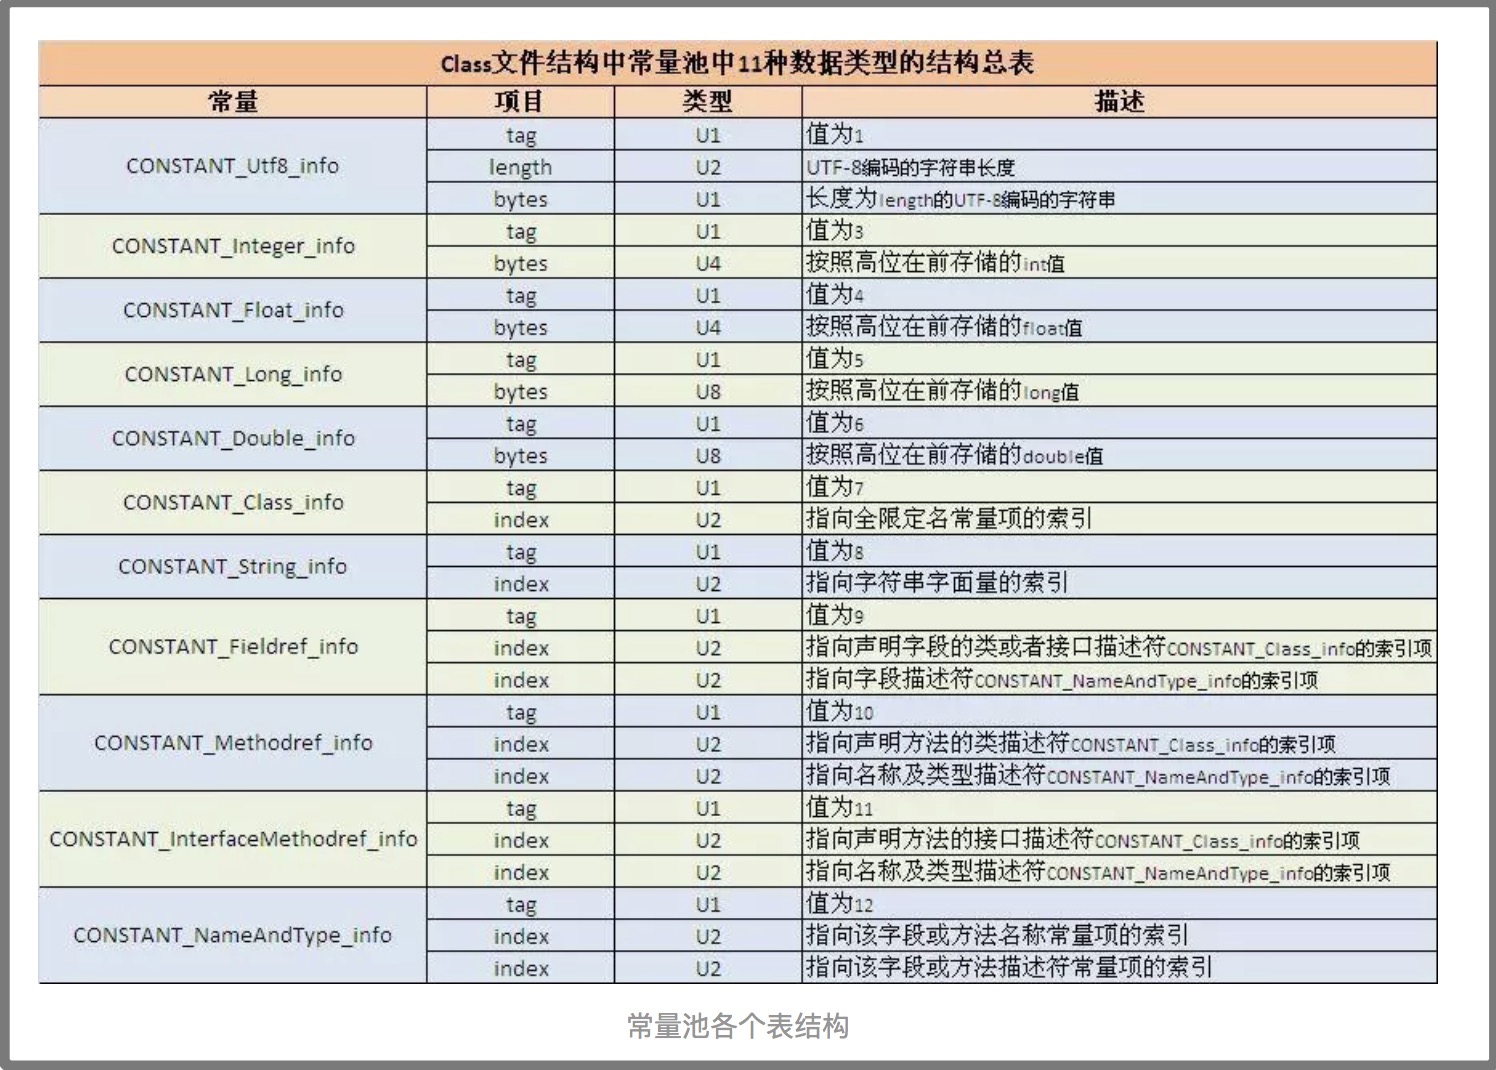 Class文件结构中常量池中11种数据类型的结构总表
常量 项目 类型 描述
CONSTANT_Utf8_info tag U1 值为1
length U2 UTF-8编码的字符串长度
bytes U1 长度为length的UTF-8编码的字符串
CONSTANT_Integer_info tag U1 值为3
bytes U4 按照高位在前存储的int值
CONSTANT_Float_info tag U1 值为4
bytes U4 按照高位在前存储的float值
CONSTANT_Long_info tag U1 值为5
bytes U8 按照高位在前存储的long值
CONSTANT_Double_info tag U1 值为6
bytes U8 按照高位在前存储的double值
CONSTANT_Class_info tag U1 值为7
index U2 指向全限定名常量项的索引
CONSTANT_String_info tag U1 值为8
index U2 指向字符串字面量的索引
CONSTANT_Fieldref_info tag U1 值为9
index U2 指向声明字段的类或者接口描述符CONSTANT_Class_info的索引项
index U2 指向字段描述符CONSTANT_NameAndType_info的索引项
CONSTANT_Methodref_info tag U1 值为10
index U2 指向声明方法的类描述符CONSTANT_Class_info的索引项
index U2 指向名称及类型描述符CONSTANT_NameAndType_info的索引项
CONSTANT_InterfaceMethodref_info tag U1 值为11
index U2 指向声明方法的接口描述符CONSTANT_Class_info的索引项
index U2 指向名称及类型描述符CONSTANT_NameAndType_info的索引项
CONSTANT_NameAndType_info tag U1 值为12
index U2 指向该字段或方法名称常量项的索引
index U2 指向该字段或方法描述符常量项的索引
常量池各个表结构